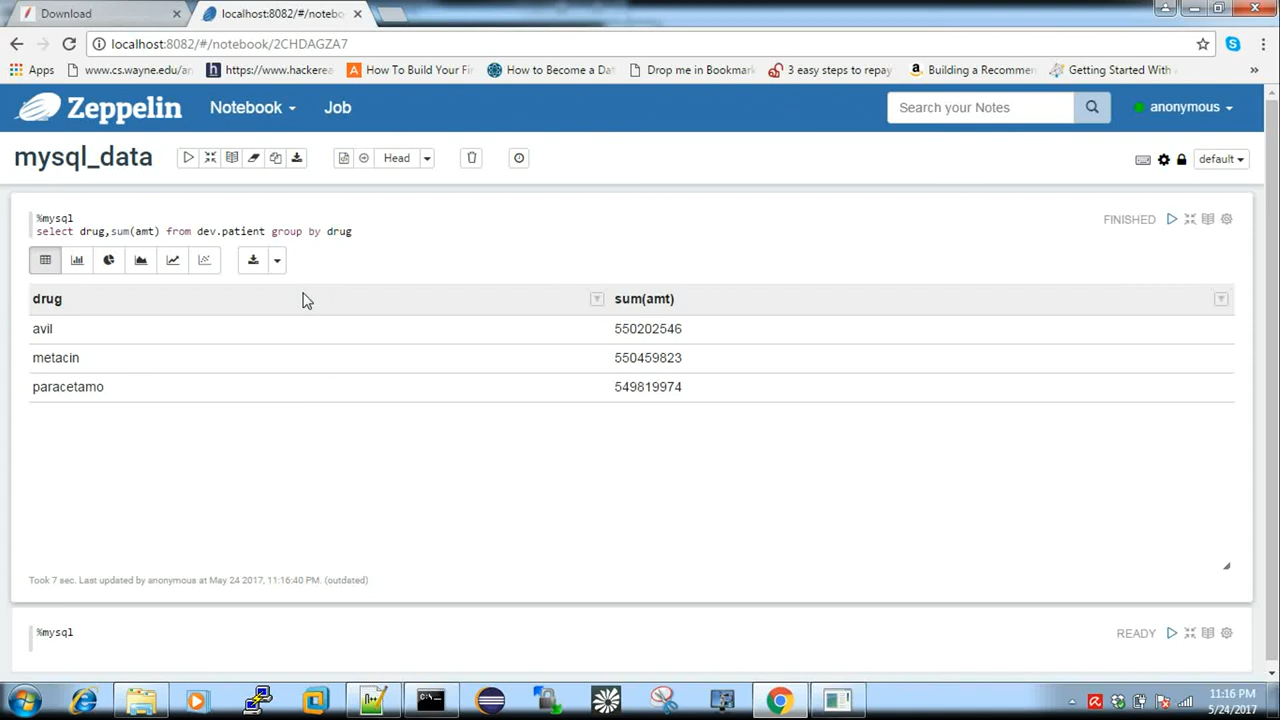 Download
localhost:8082/#/notebo
localhost:8082/#/notebook/2CHDAGZA7
Apps
www.cs.wayne.edu/an
h
https://www.hackerea
A
How To Build Your Fir
How to Become a Dat
Drop me in Bookmark
3 easy steps to repay
a
Building a Recommen
Getting Started With
»
Zeppelin
Notebook
Job
Search your Notes
anonymous
mysql_data
Head
default
%mysql
select drug,sum(amt) from dev.patient group by drug
FINISHED
drug
sum(amt)
avil
550202546
metacin
550459823
paracetamo
549819974
Took 7 sec. Last updated by anonymous at May 24 2017, 11:16:40 PM. (outdated)
%mysql
READY
11:16 PM
5/24/2017